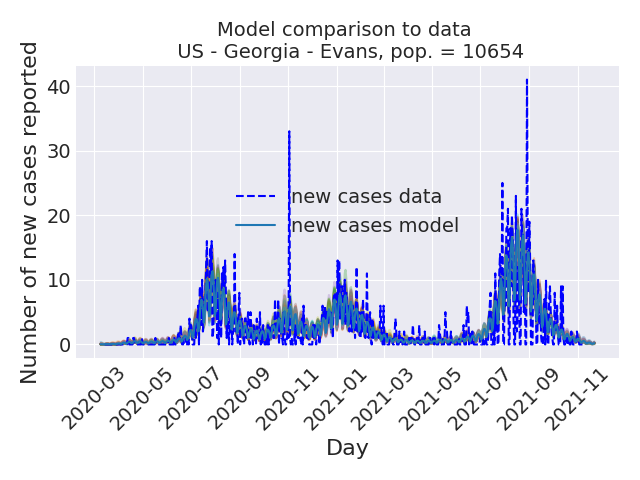 Model comparison to data
US - Georgia - Evans, pop. = 10654
Number of new cases reported
40
30
20
10
0
new cases data
new cases model
2020-03
2020-05
2020-07
2020-09
2020-11
2021-01
2021-03
2021-05
2021-07
2021-09
2021-11
Day